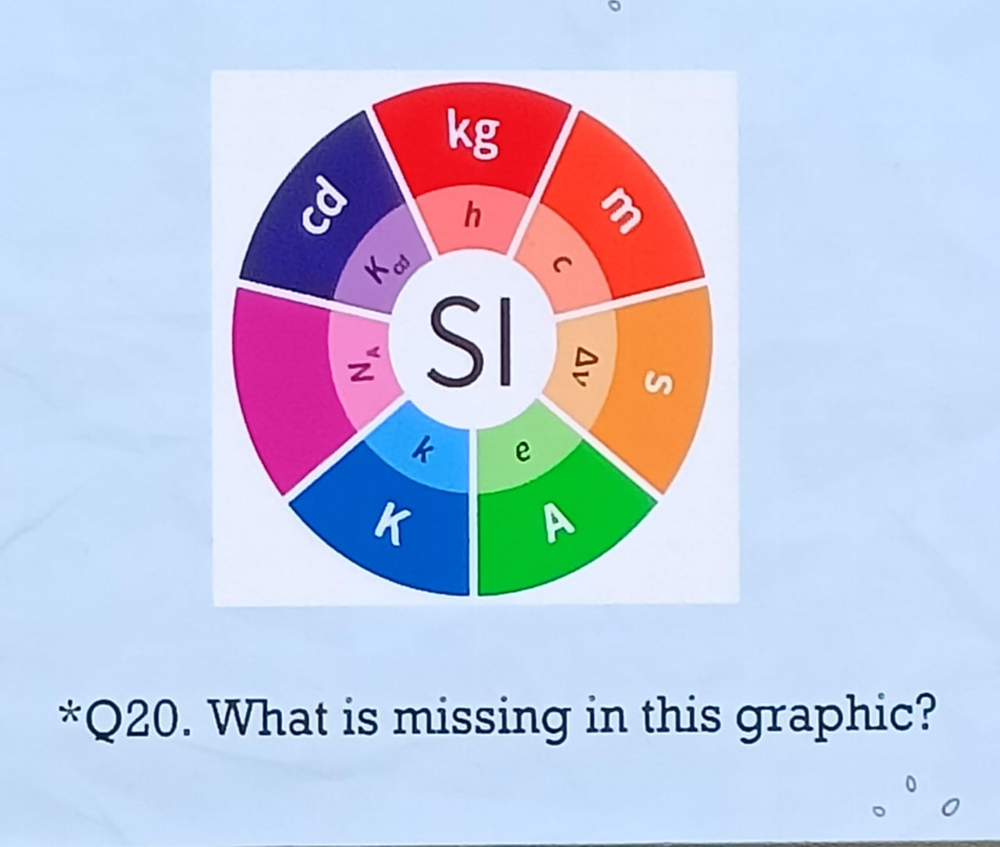 kg
h
m
c
s
Δν
A
e
K
k
N_A
cd
K_cd
SI
*Q20. What is missing in this graphic?